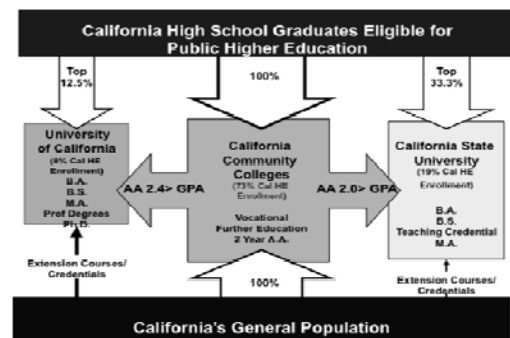 California High School Graduates Eligible for
Public Higher Education
Top
12.5%
100%
Top
33.3%
University
of California
(8% Cal HE
Enrollment)
B.A.
B.S.
M.A.
Prof Degrees
Ph.D.
AA 2.4> GPA
California
Community
Colleges
(73% Cal HE
Enrollment)
Vocational
Further Education
2 Year A.A.
AA 2.0> GPA
California State
University
(19% Cal HE
Enrollment)
B.A.
B.S.
Teaching Credential
M.A.
Extension Courses/
Credentials
100%
Extension Courses/
Credentials
California's General Population